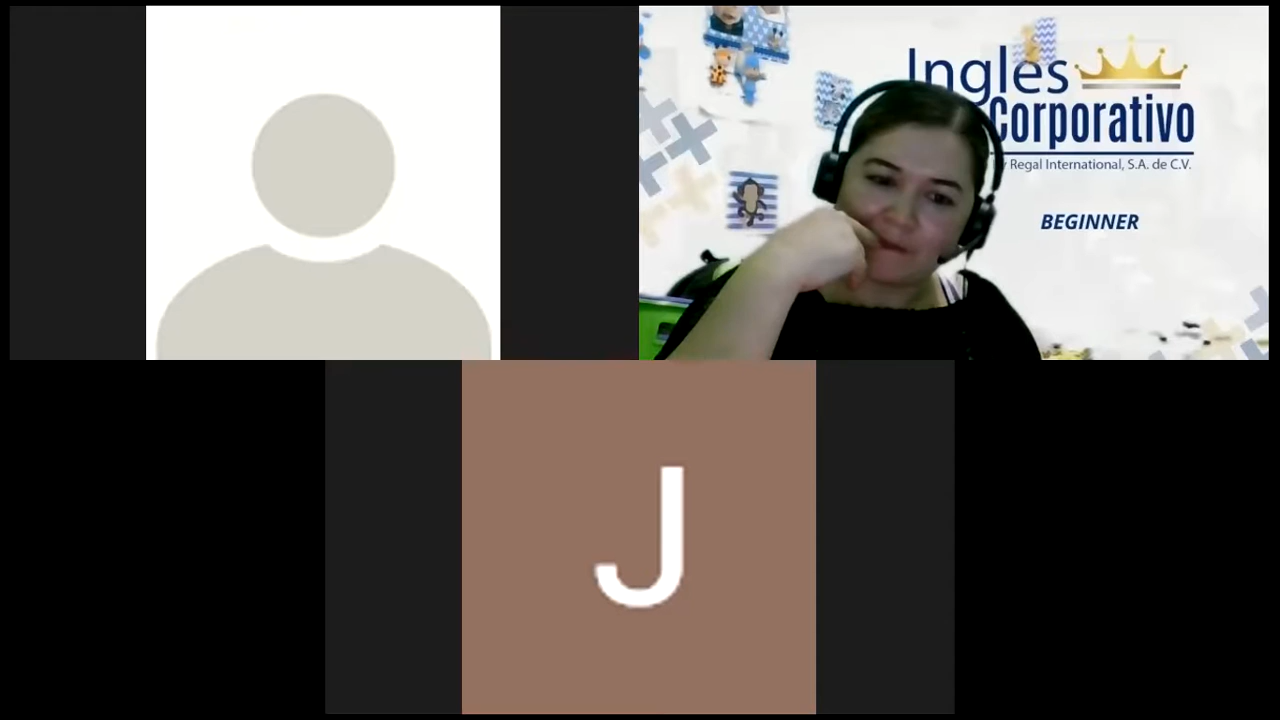 Ingles
Corporativo
y Regal International, S.A. de C.V.
BEGINNER
J